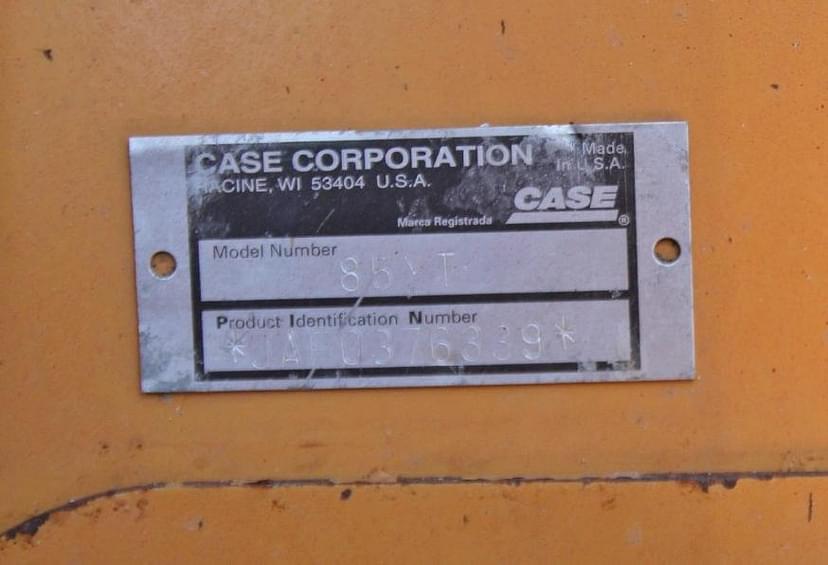 CASE CORPORATION
RACINE, WI 53404 U.S.A.
Made
In U.S.A.
CASE®
Marca Registrada
Model Number
85XT
Product Identification Number
*JAF0376339*